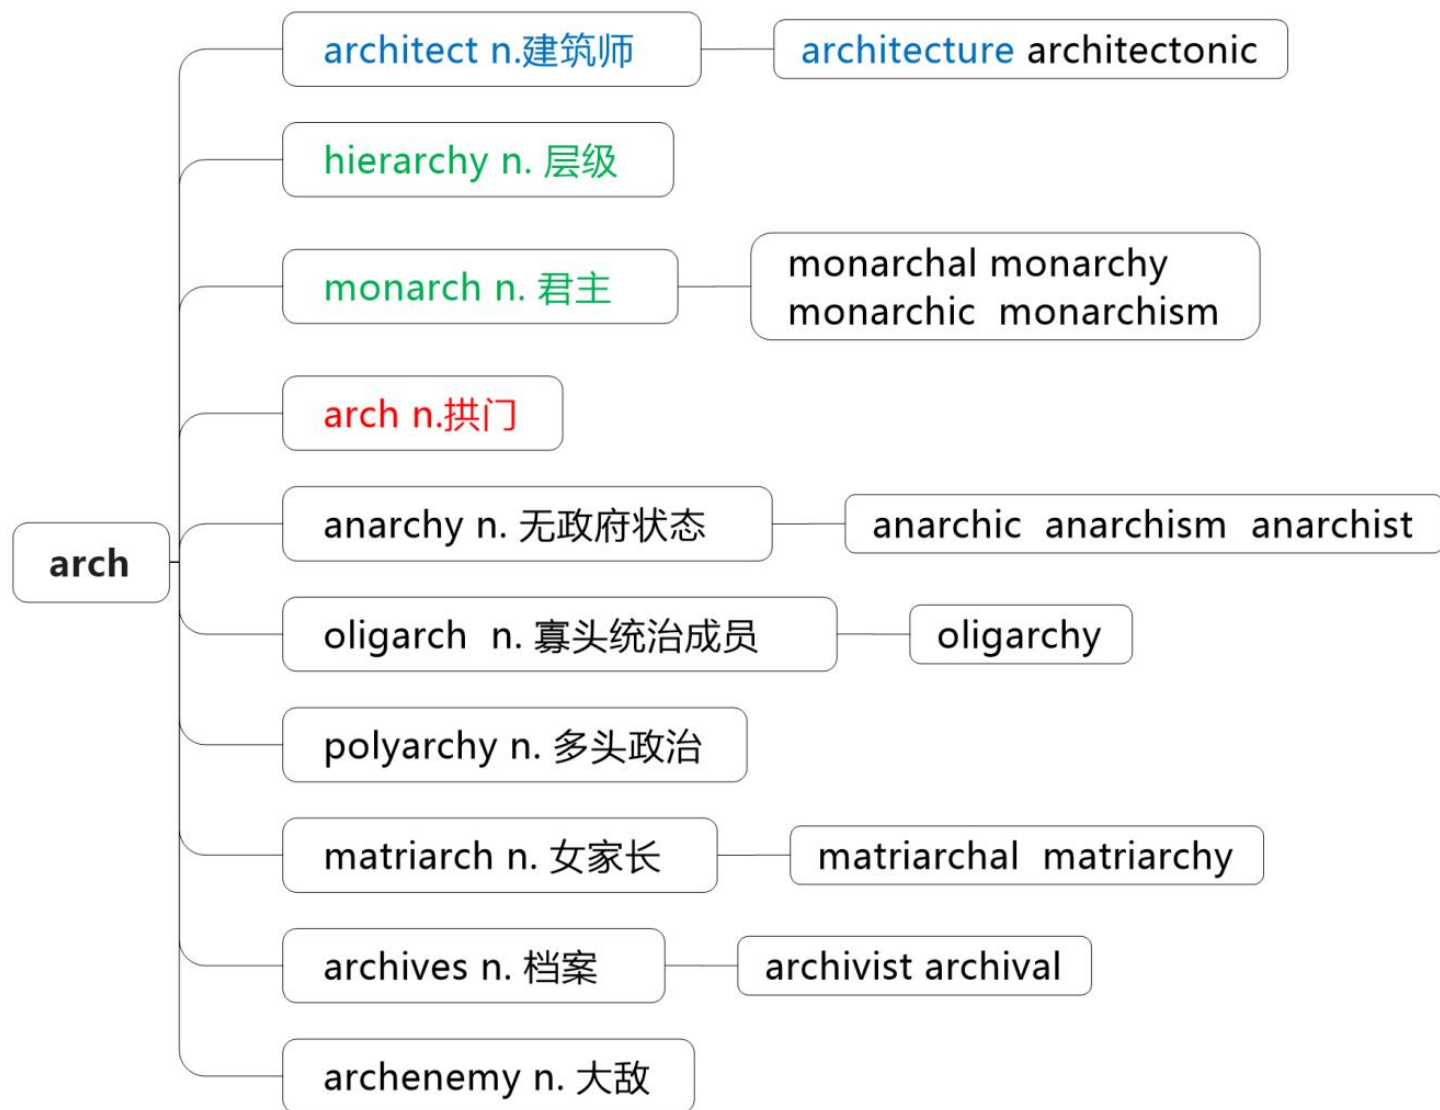 architect n.建筑师
architecture architectonic
hierarchy n. 层级
monarch n. 君主
monarchal monarchy
monarchic  monarchism
arch n.拱门
arch
anarchy n. 无政府状态
anarchic  anarchism  anarchist
oligarch  n. 寡头统治成员
oligarchy
polyarchy n. 多头政治
matriarch n. 女家长
matriarchal  matriarchy
archives n. 档案
archivist archival
archenemy n. 大敌